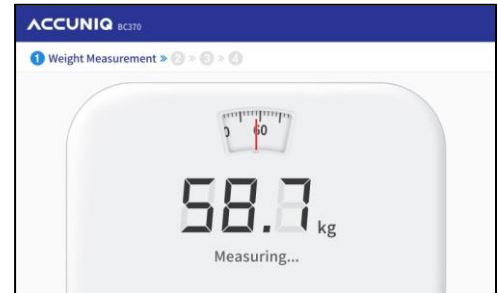 ACCUNIQ BC370
1 Weight Measurement » 2 » 3 » 4
60
58.7 kg
Measuring...